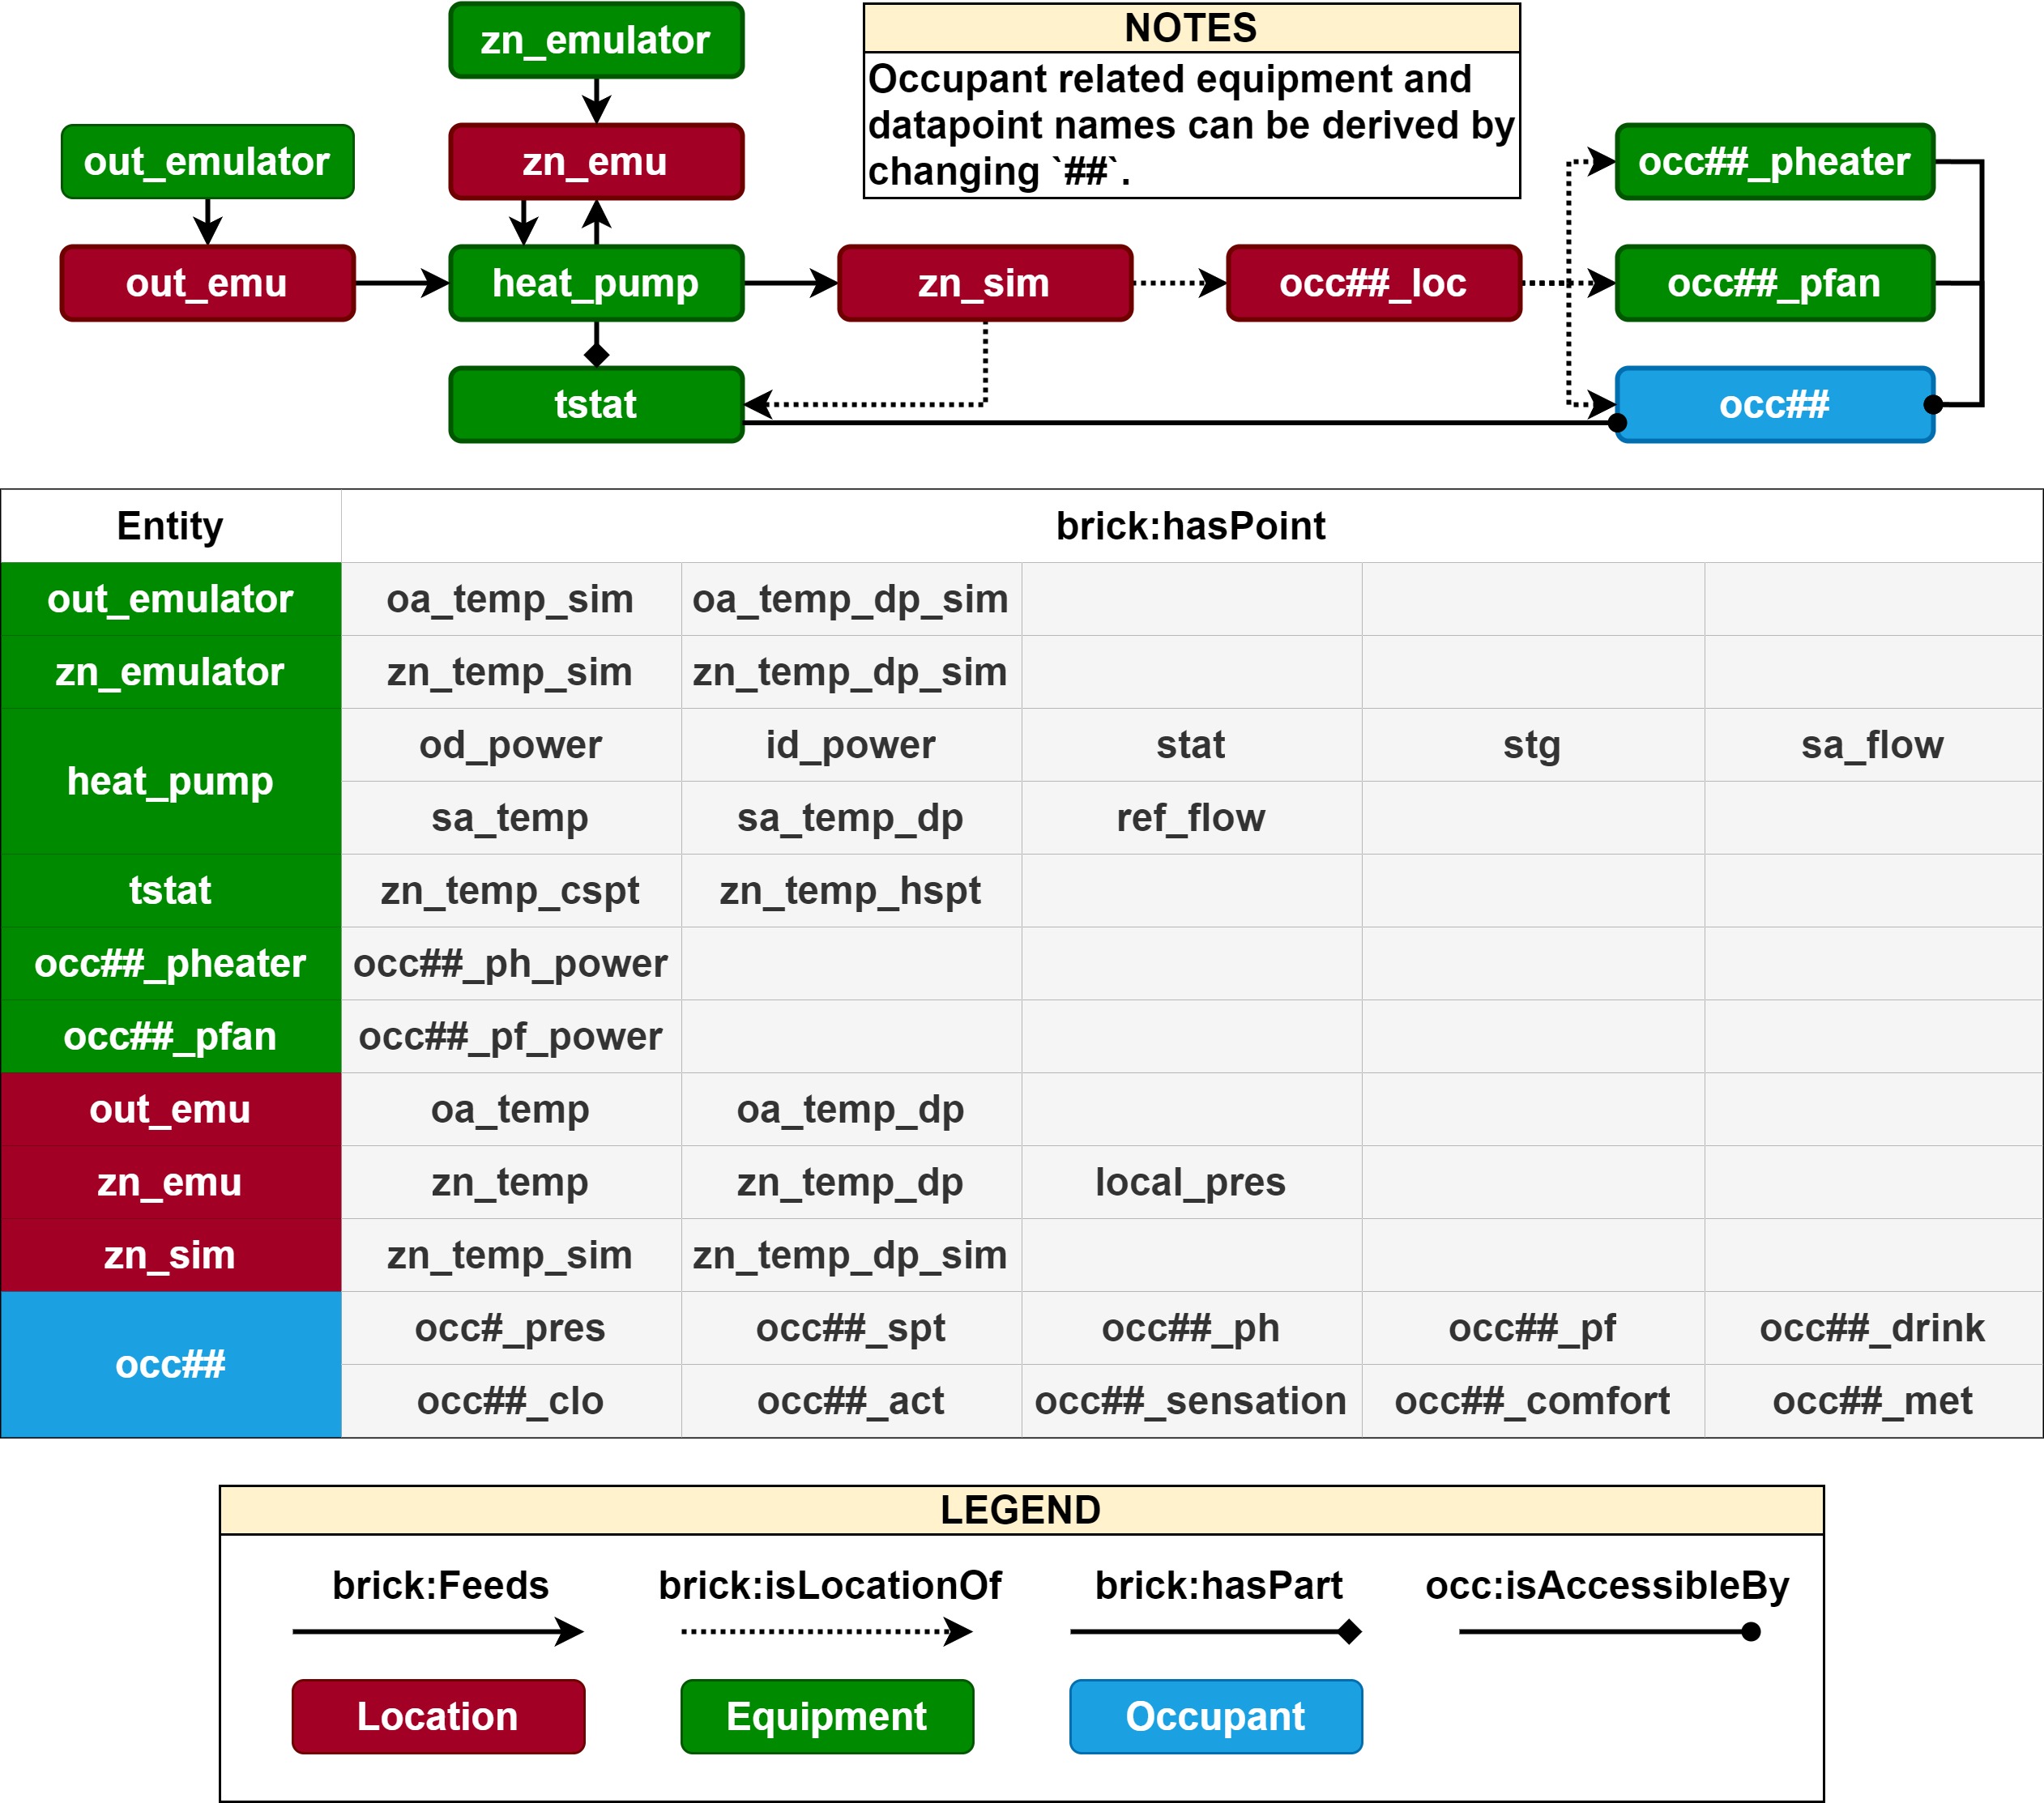 zn_emulator
NOTES
Occupant related equipment and
datapoint names can be derived by
changing `##`.
out_emulator
zn_emu
occ##_pheater
out_emu
heat_pump
zn_sim
occ##_loc
occ##_pfan
tstat
occ##
Entity brick:hasPoint
out_emulator oa_temp_sim oa_temp_dp_sim
zn_emulator zn_temp_sim zn_temp_dp_sim
heat_pump
od_power id_power stat stg sa_flow
sa_temp sa_temp_dp ref_flow
tstat zn_temp_cspt zn_temp_hspt
occ##_pheater occ##_ph_power
occ##_pfan occ##_pf_power
out_emu oa_temp oa_temp_dp
zn_emu zn_temp zn_temp_dp local_pres
zn_sim zn_temp_sim zn_temp_dp_sim
occ##
occ#_pres occ##_spt occ##_ph occ##_pf occ##_drink
occ##_clo occ##_act occ##_sensation occ##_comfort occ##_met
LEGEND
brick:Feeds brick:isLocationOf brick:hasPart occ:isAccessibleBy
Location Equipment Occupant